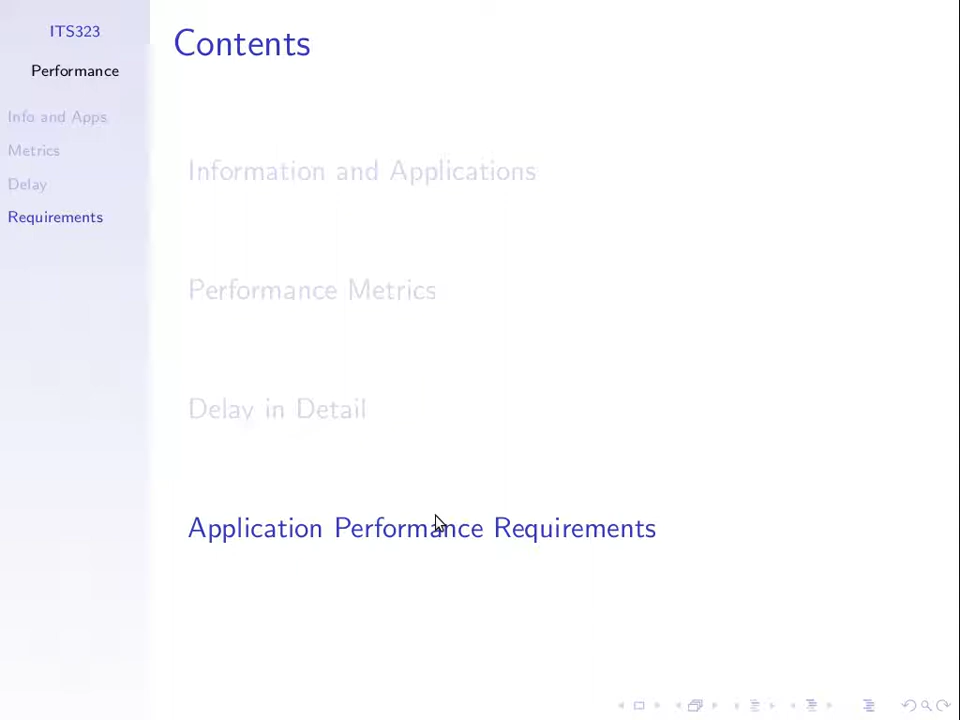 ITS323
Performance
Info and Apps
Metrics
Delay
Requirements
Contents
Information and Applications
Performance Metrics
Delay in Detail
Application Performance Requirements